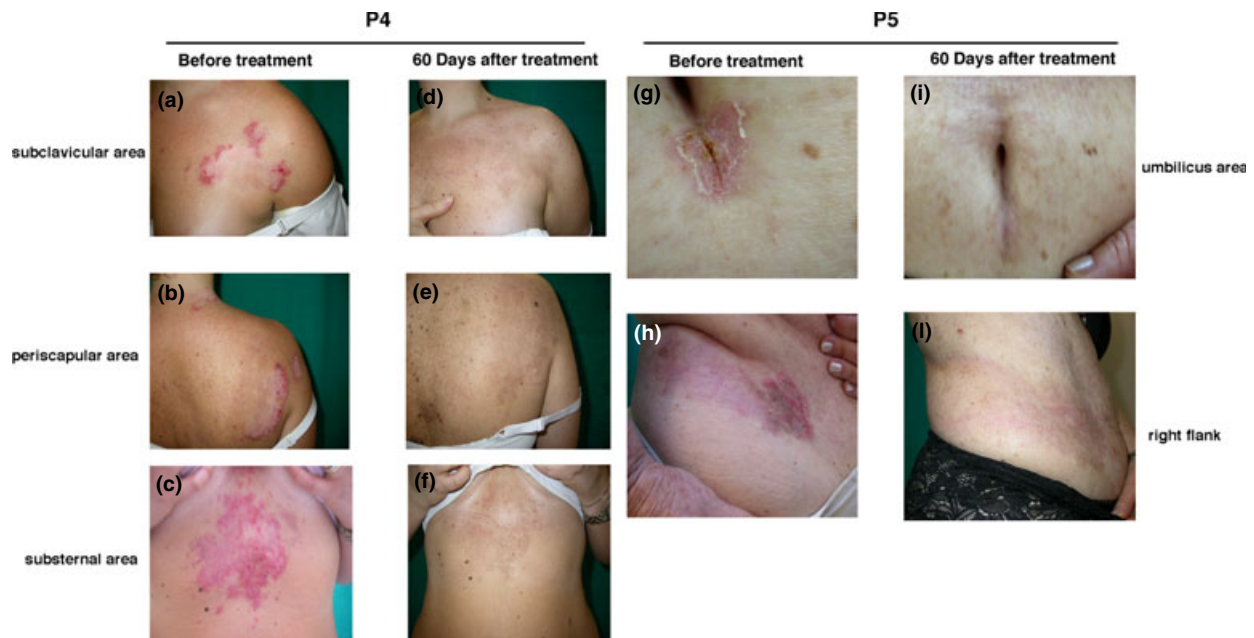 P4
P5
Before treatment
60 Days after treatment
Before treatment
60 Days after treatment
(a)
(d)
(g)
(i)
subclavicular area
umbilicus area
(b)
(e)
(h)
(l)
periscapular area
right flank
(c)
(f)
substernal area